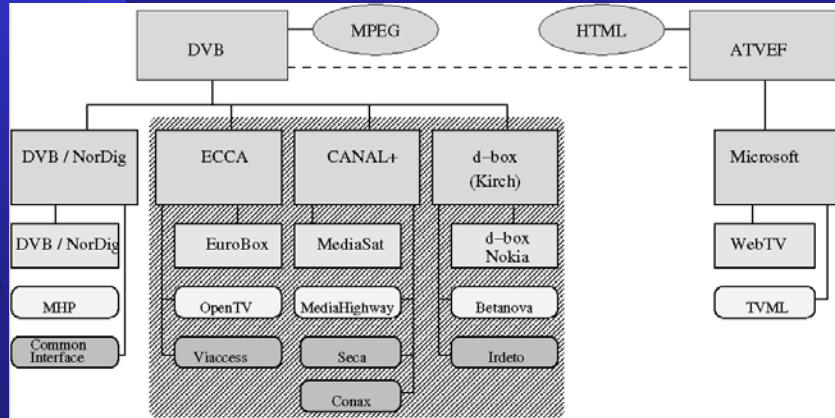 DVB
MPEG
HTML
ATVEF
DVB / NorDig
ECCA
CANAL+
d-box
(Kirch)
Microsoft
DVB / NorDig
EuroBox
MediaSat
d-box
Nokia
WebTV
MHP
OpenTV
MediaHighway
Betanova
TVML
Common
Interface
Viaccess
Seca
Irdeto
Conax